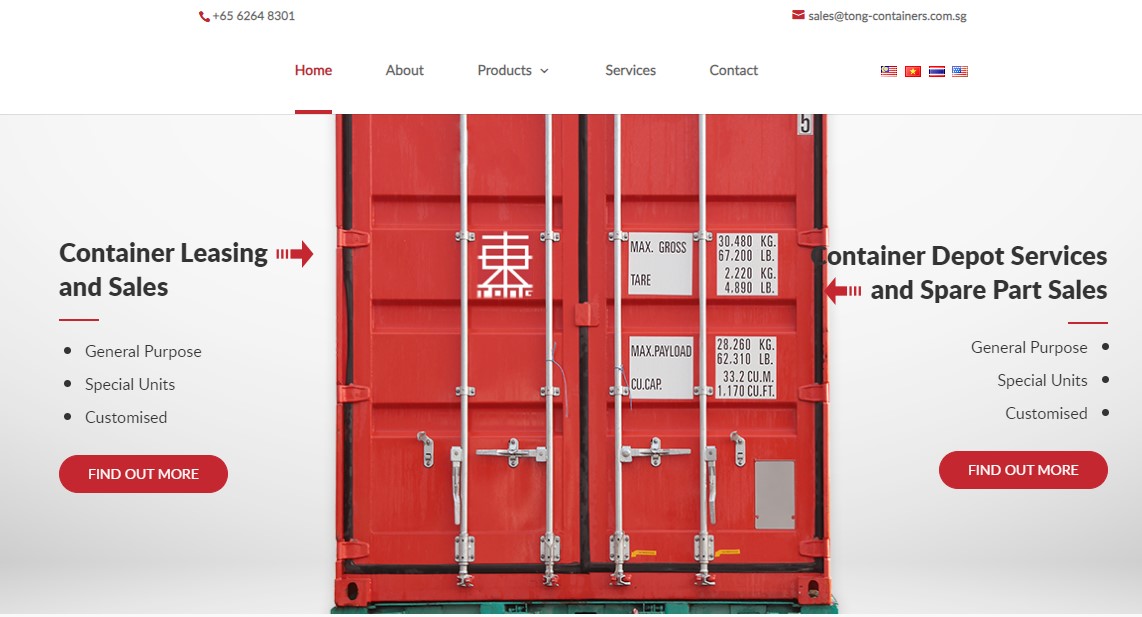 +65 6264 8301
sales@tong-containers.com.sg
Home
About
Products
Services
Contact
5
Container Leasing
and Sales
General Purpose
Special Units
Customised
FIND OUT MORE
東
TONG
MAX. GROSS
30.480 KG.
67.200 LB.
TARE
2.220 KG.
4.890 LB.
MAX.PAYLOAD
28.260 KG.
62.310 LB.
CU.CAP.
33.2 CU.M.
1,170 CU.FT.
Container Depot Services
and Spare Part Sales
General Purpose
Special Units
Customised
FIND OUT MORE